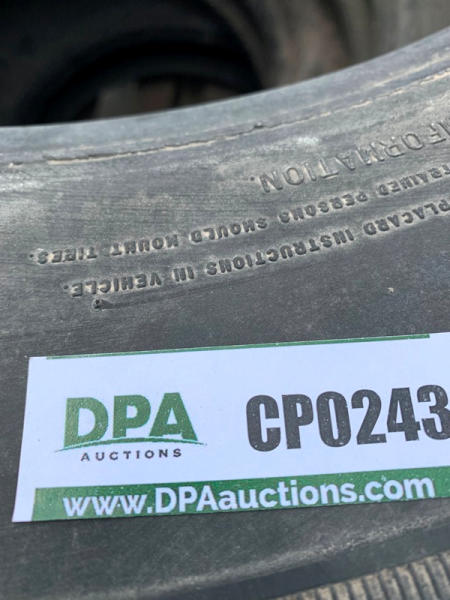 PLACARD INSTRUCTIONS IN VEHICLE.
TRAINED PERSONS SHOULD MOUNT TIRES.
FORMATION.
DPA
AUCTIONS
CP0243
www.DPAauctions.com